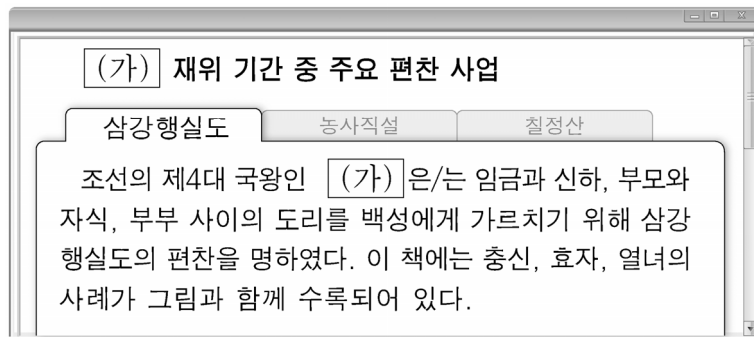 (가) 재위 기간 중 주요 편찬 사업
삼강행실도 농사직설 칠정산
조선의 제4대 국왕인 (가) 은/는 임금과 신하, 부모와
자식, 부부 사이의 도리를 백성에게 가르치기 위해 삼강
행실도의 편찬을 명하였다. 이 책에는 충신, 효자, 열녀의
사례가 그림과 함께 수록되어 있다.